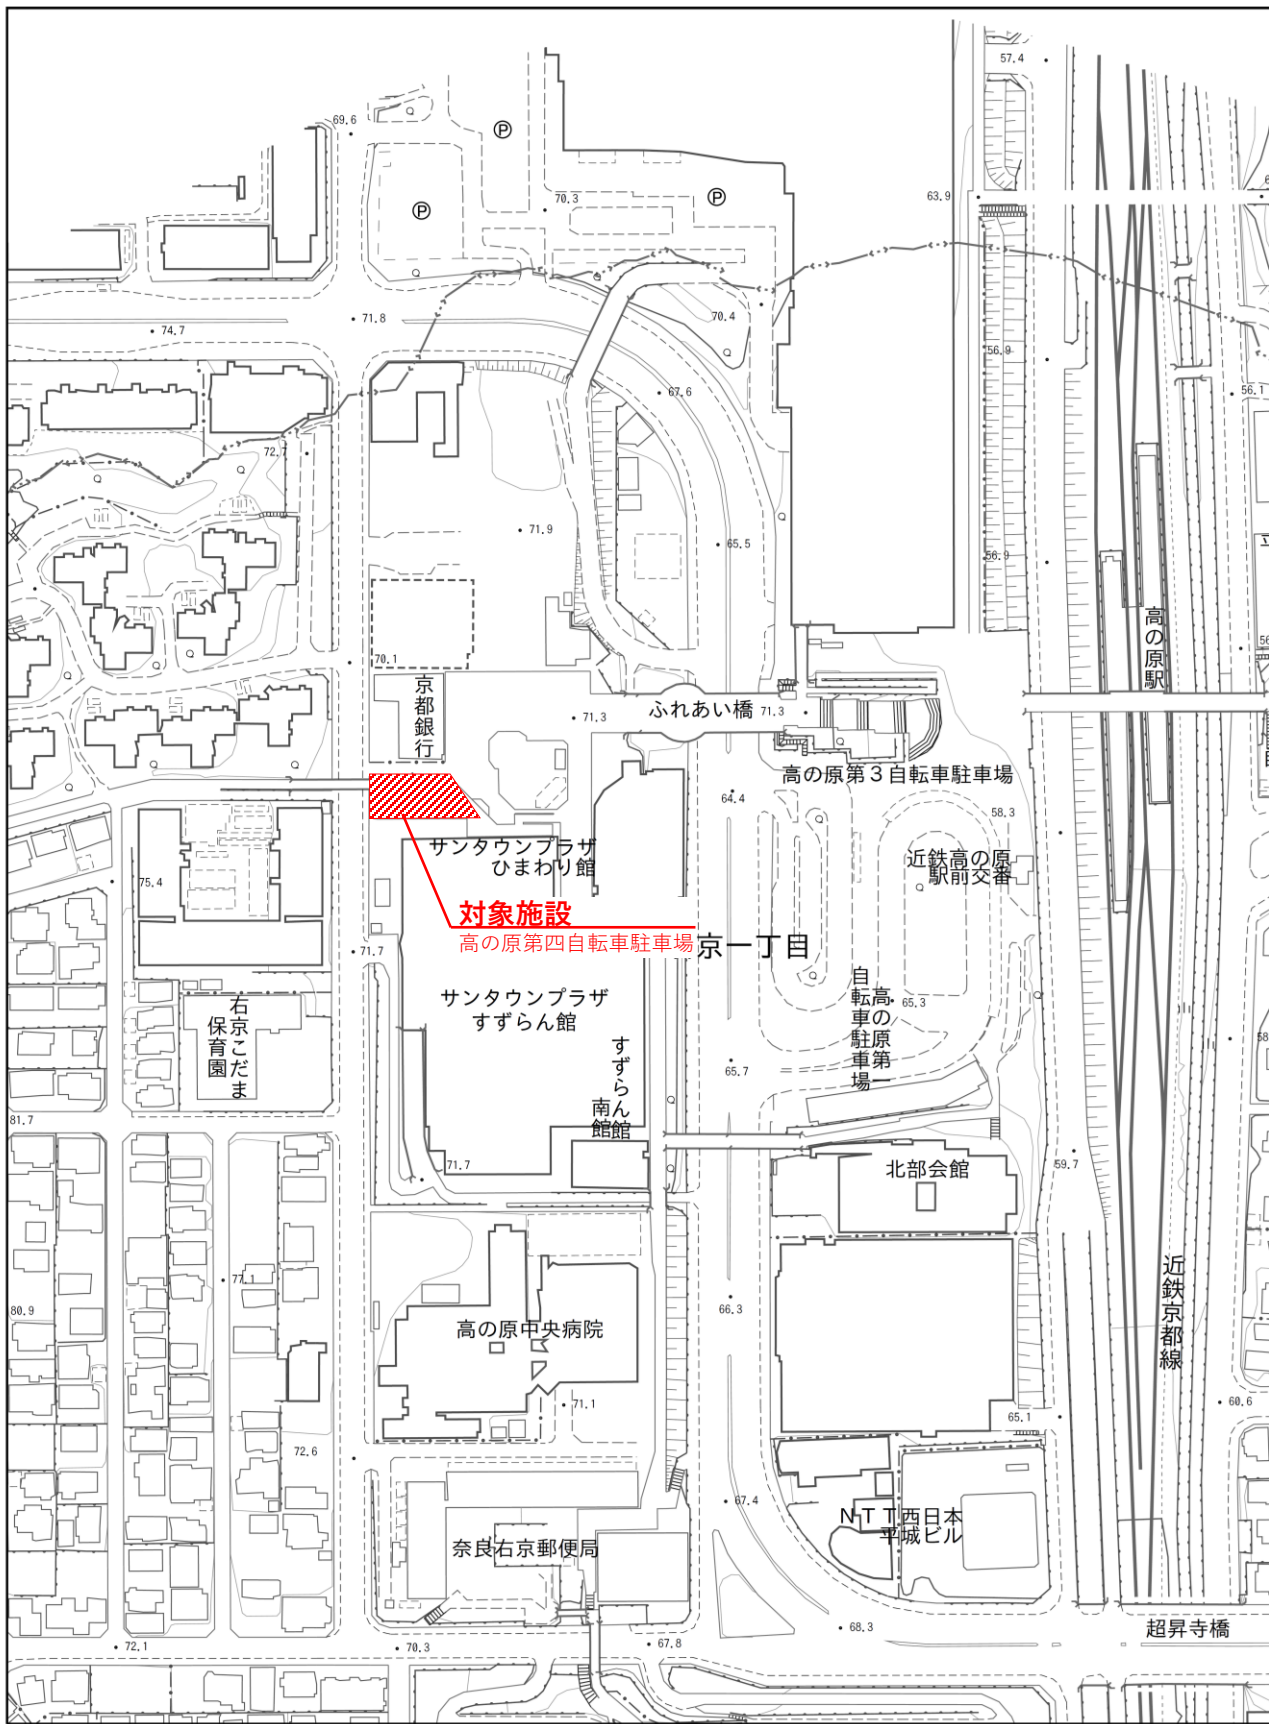 57.4
69.6
Ⓟ
63.9
70.3
Ⓟ
Ⓟ
70.4
71.8
74.7
56.9
67.6
56.1
72.7
71.9
65.5
56.9
高の原駅
70.1
京都銀行
71.3
ふれあい橋
71.3
高の原第3自転車駐車場
64.4
58.3
サンタウンプラザ
ひまわり館
近鉄高の原
駅前交番
75.4
対象施設
高の原第四自転車駐車場
京一丁目
71.7
サンタウンプラザ
すずらん館
高の原第一
自転車駐車場
65.3
右京こだま
保育園
すずらん館
南館
65.7
81.7
71.7
北部会館
59.7
77.1
80.9
66.3
近鉄京都線
高の原中央病院
71.1
65.1
60.6
72.6
67.4
NTT西日本
平城ビル
奈良右京郵便局
68.3
超昇寺橋
72.1
70.3
67.8